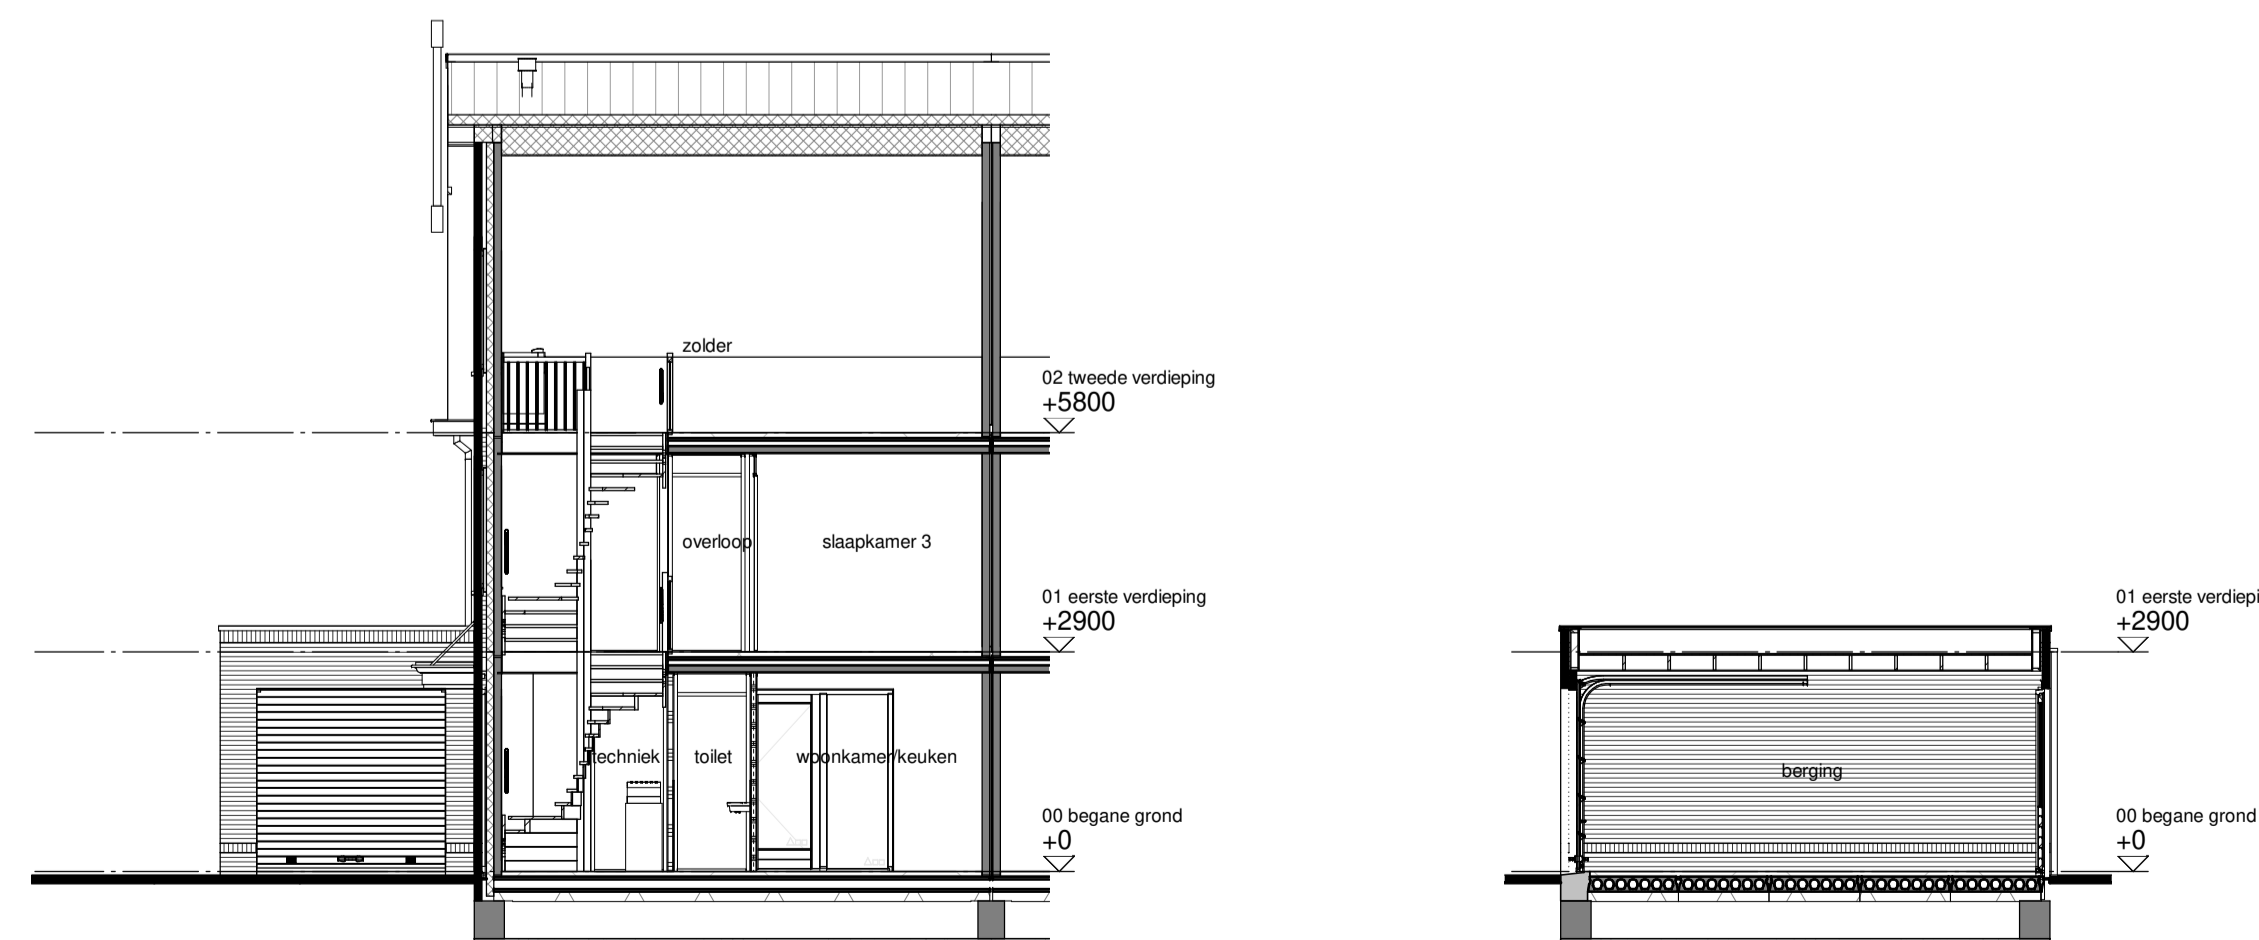 zolder
02 tweede verdieping
+5800
overloop
slaapkamer 3
01 eerste verdieping
+2900
techniek
toilet
woonkamer/keuken
00 begane grond
+0
01 eerste verdiepi
+2900
berging
00 begane grond
+0